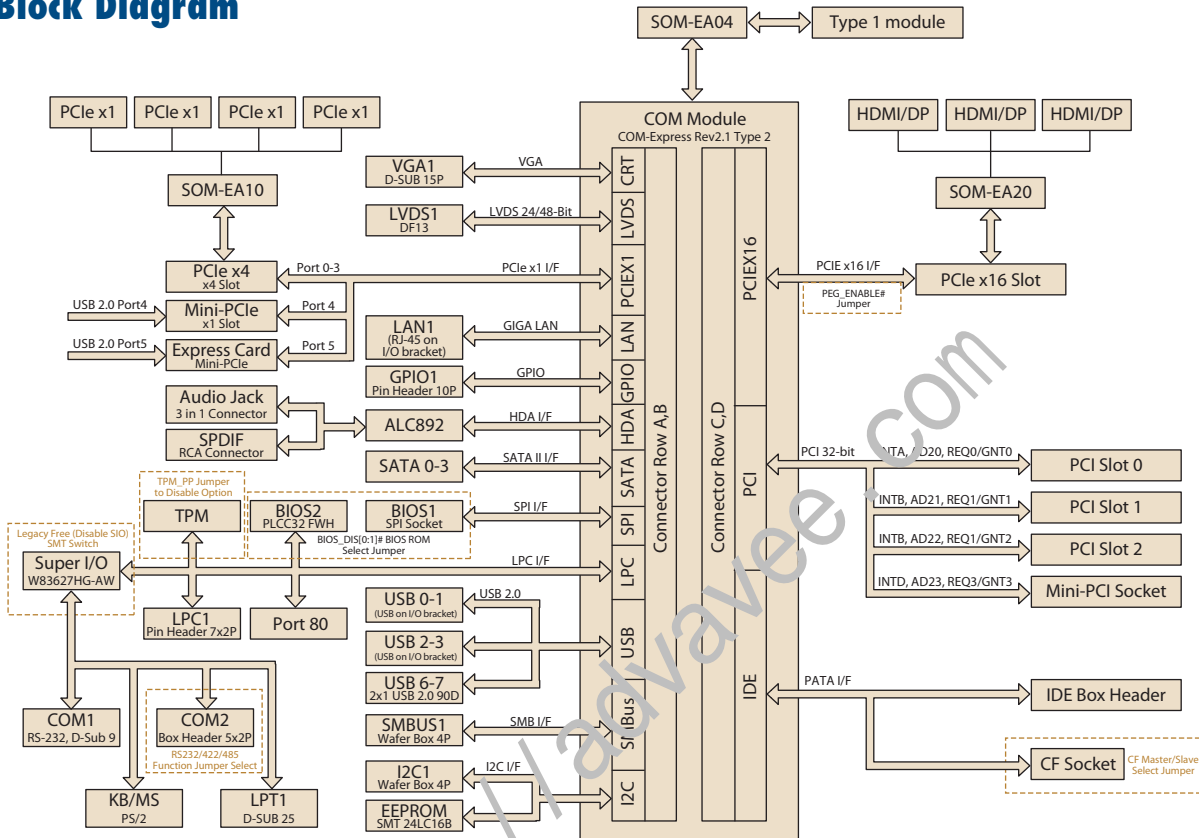 Block Diagram
SOM-EA04
Type 1 module
PCIe x1
PCIe x1
PCIe x1
PCIe x1
SOM-EA10
COM Module
COM-Express Rev2.1 Type 2
HDMI/DP
HDMI/DP
HDMI/DP
SOM-EA20
VGA1
D-SUB 15P
VGA
CRT
LVDS1
DF13
LVDS 24/48-Bit
LVDS
PCIe x4
x4 Slot
Port 0-3
PCIe x1 I/F
PCIEX1
PCIEX16
PCIE x16 I/F
PEG_ENABLE#
Jumper
PCIe x16 Slot
USB 2.0 Port4
Mini-PCIe
x1 Slot
Port 4
USB 2.0 Port5
Express Card
Mini-PCIe
Port 5
LAN1
(RJ-45 on
I/O bracket)
GIGA LAN
LAN
GPIO1
Pin Header 10P
GPIO
GPIO
Audio Jack
3 in 1 Connector
SPDIF
RCA Connector
ALC892
HDA I/F
HDA
SATA 0-3
SATA II I/F
SATA
Connector Row A,B
Connector Row C,D
PCI
PCI 32-bit
INTA, AD20, REQ0/GNT0
PCI Slot 0
INTB, AD21, REQ1/GNT1
PCI Slot 1
INTB, AD22, REQ1/GNT2
PCI Slot 2
INTD, AD23, REQ3/GNT3
Mini-PCI Socket
TPM_PP Jumper
to Disable Option
TPM
BIOS2
PLCC32 FWH
BIOS1
SPI Socket
BIOS_DIS[0:1]# BIOS ROM
Select Jumper
SPI I/F
SPI
Legacy Free (Disable SIO)
SMT Switch
Super I/O
W83627HG-AW
LPC I/F
LPC
LPC1
Pin Header 7x2P
Port 80
USB 0-1
(USB on I/O bracket)
USB 2.0
USB 2-3
(USB on I/O bracket)
USB
USB 6-7
2x1 USB 2.0 90D
SMBUS1
Wafer Box 4P
SMB I/F
SMBus
I2C1
Wafer Box 4P
I2C I/F
EEPROM
SMT 24LC16B
I2C
IDE
PATA I/F
IDE Box Header
CF Socket
CF Master/Slave
Select Jumper
COM1
RS-232, D-Sub 9
COM2
Box Header 5x2P
RS232/422/485
Function Jumper Select
KB/MS
PS/2
LPT1
D-SUB 25
//advavee.com